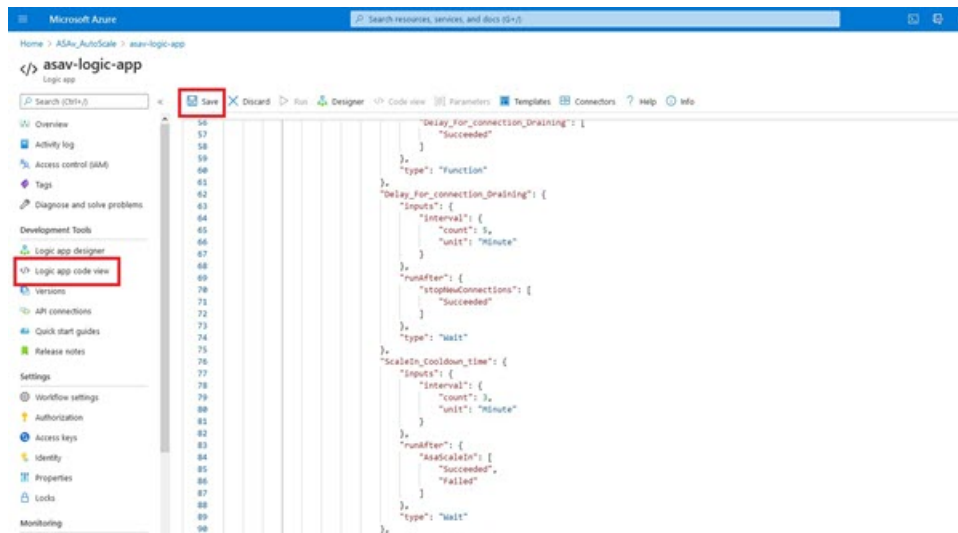 Microsoft Azure
Search resources, services, and docs (G+/)
Home > ASAv_AutoScale > asav-logic-app
</> asav-logic-app
Logic app
Search (Ctrl+/)
«
Save
Discard
Run
Designer
</> Code view
[@] Parameters
Templates
Connectors
? Help
Info
Overview
Activity log
Access control (IAM)
Tags
Diagnose and solve problems
Development Tools
Logic app designer
</> Logic app code view
Versions
API connections
Quick start guides
Release notes
Settings
Workflow settings
Authorization
Access keys
Identity
Properties
Locks
Monitoring
56 "Delay_For_connection_Draining": [
57 "Succeeded"
58 ]
59 },
60 "type": "Function"
61 },
62 "Delay_For_connection_Draining": {
63 "inputs": {
64 "interval": {
65 "count": 5,
66 "unit": "Minute"
67 }
68 },
69 "runAfter": {
70 "stopNewConnections": [
71 "Succeeded"
72 ]
73 },
74 "type": "Wait"
75 },
76 "ScaleIn_Cooldown_time": {
77 "inputs": {
78 "interval": {
79 "count": 3,
80 "unit": "Minute"
81 }
82 },
83 "runAfter": {
84 "AsaScaleIn": [
85 "Succeeded",
86 "Failed"
87 ]
88 },
89 "type": "Wait"
90 },